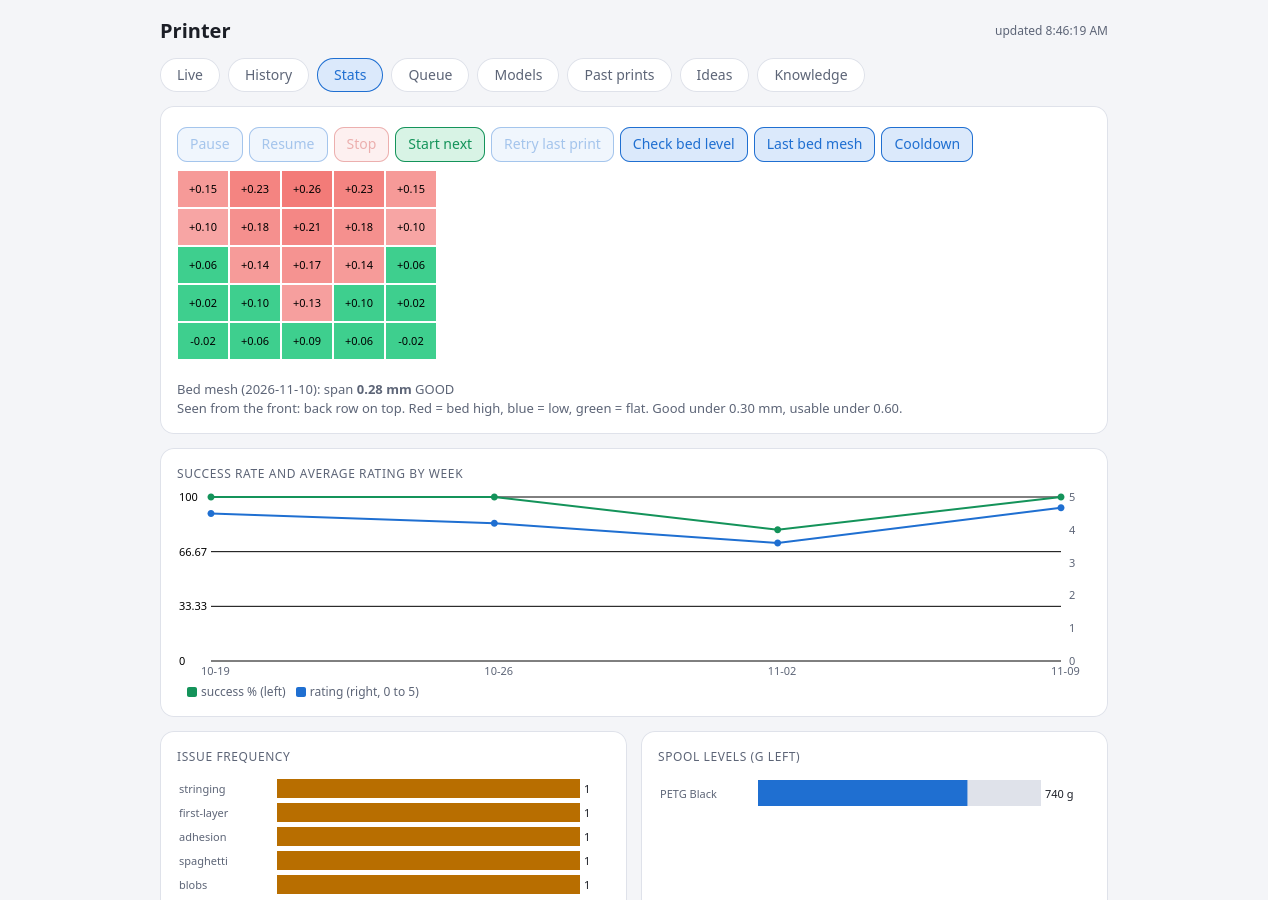 Printer
updated 8:46:19 AM
Live History Stats Queue Models Past prints Ideas Knowledge
Pause Resume Stop Start next Retry last print Check bed level Last bed mesh Cooldown
+0.15 +0.23 +0.26 +0.23 +0.15
+0.10 +0.18 +0.21 +0.18 +0.10
+0.06 +0.14 +0.17 +0.14 +0.06
+0.02 +0.10 +0.13 +0.10 +0.02
-0.02 +0.06 +0.09 +0.06 -0.02
Bed mesh (2026-11-10): span 0.28 mm GOOD
Seen from the front: back row on top. Red = bed high, blue = low, green = flat. Good under 0.30 mm, usable under 0.60.
SUCCESS RATE AND AVERAGE RATING BY WEEK
100 5
4
66.67
3
2
33.33
1
0 0
10-19 10-26 11-02 11-09
success % (left) rating (right, 0 to 5)
ISSUE FREQUENCY
stringing 1
first-layer 1
adhesion 1
spaghetti 1
blobs 1
SPOOL LEVELS (G LEFT)
PETG Black 740 g